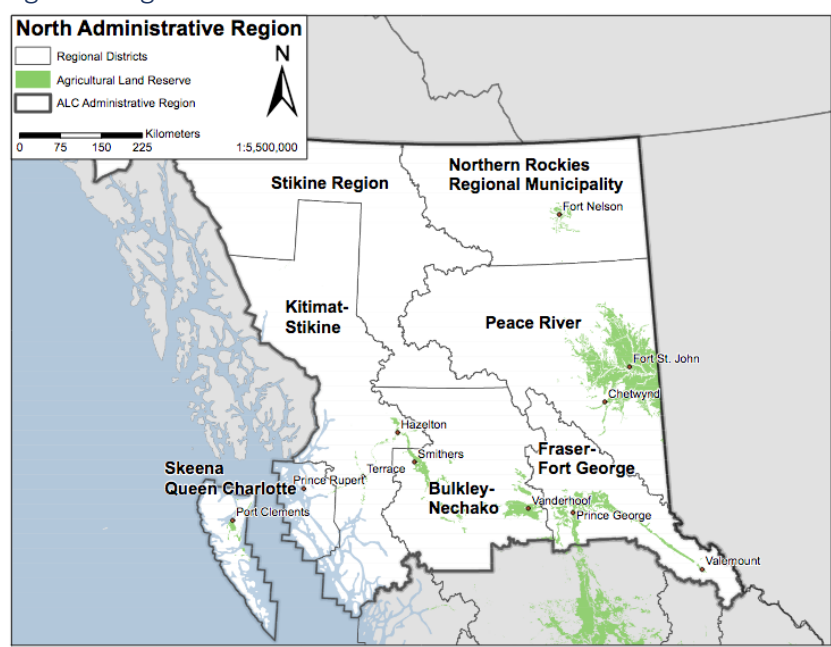 North Administrative Region
Regional Districts
Agricultural Land Reserve
ALC Administrative Region
N
Kilometers
0 75 150 225
1:5,500,000
Stikine Region
Northern Rockies
Regional Municipality
Fort Nelson
Kitimat-
Stikine
Peace River
Fort St. John
Chetwynd
Hazelton
Smithers
Terrace
Fraser-
Fort George
Skeena
Queen Charlotte
Prince Rupert
Port Clements
Bulkley-
Nechako
Vanderhoof
Prince George
Valemount